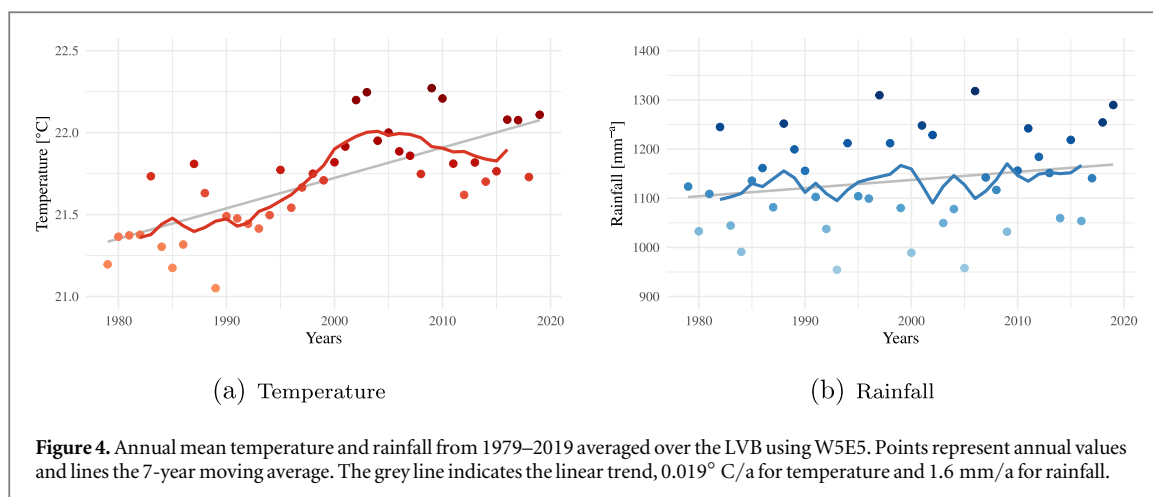 22.5
22.0
21.5
21.0
Temperature [°C]
1980
1990
2000
2010
2020
Years
(a) Temperature
1400
1300
1200
1100
1000
900
Rainfall [mm⁻ᵃ]
1980
1990
2000
2010
2020
Years
(b) Rainfall
Figure 4. Annual mean temperature and rainfall from 1979–2019 averaged over the LVB using W5E5. Points represent annual values
and lines the 7-year moving average. The grey line indicates the linear trend, 0.019° C/a for temperature and 1.6 mm/a for rainfall.